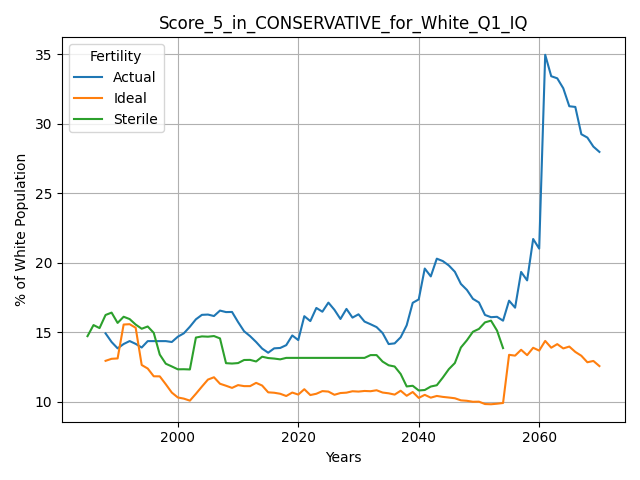 Score_5_in_CONSERVATIVE_for_White_Q1_IQ
Fertility
Actual
Ideal
Sterile
% of White Population
35
30
25
20
15
10
2000
2020
2040
2060
Years